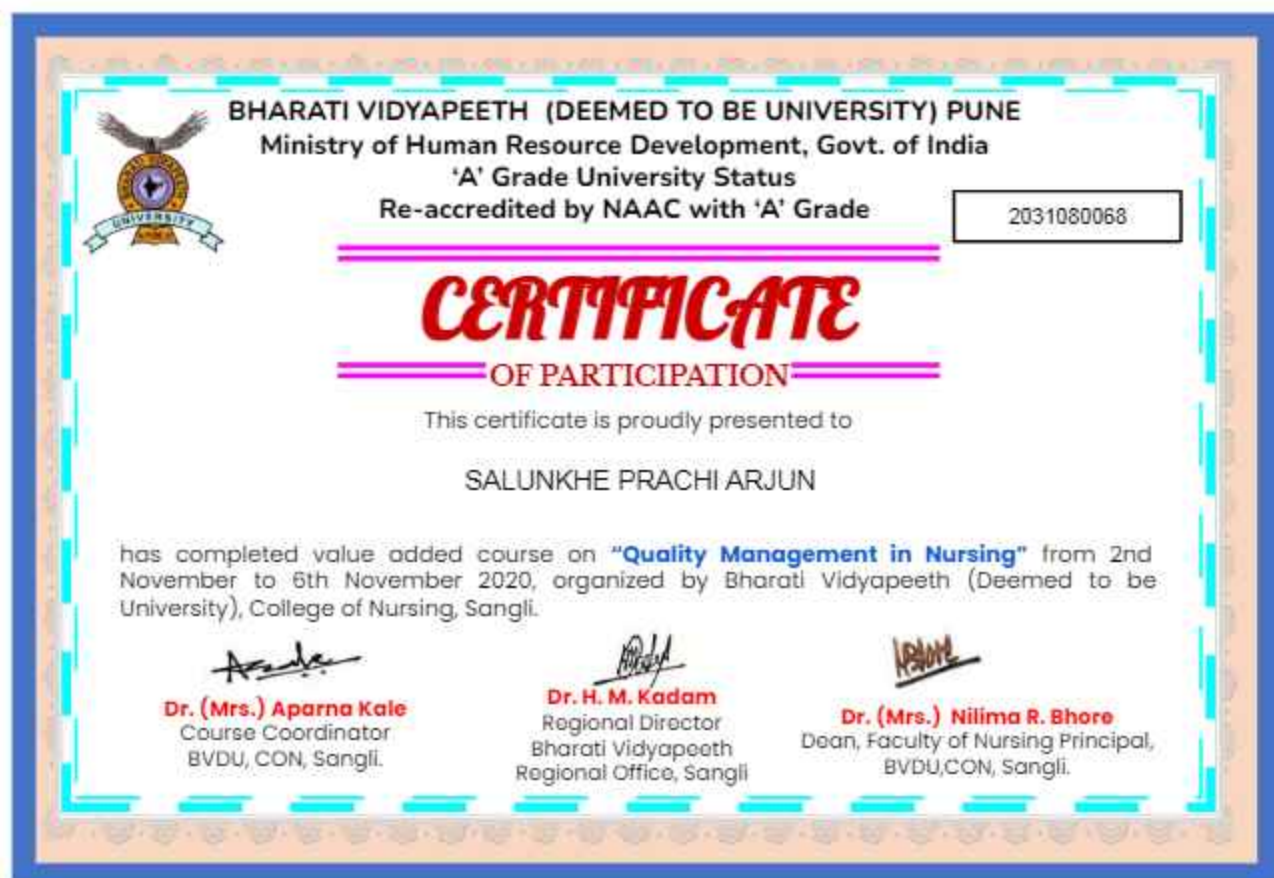 BHARATI VIDYAPEETH (DEEMED TO BE UNIVERSITY) PUNE
Ministry of Human Resource Development, Govt. of India
‘A’ Grade University Status
Re-accredited by NAAC with ‘A’ Grade
2031080068
BHARATI VIDYAPEETH
UNIVERSITY
CERTIFICATE
OF PARTICIPATION
This certificate is proudly presented to
SALUNKHE PRACHI ARJUN
has completed value added course on “Quality Management in Nursing” from 2nd
November to 6th November 2020, organized by Bharati Vidyapeeth (Deemed to be
University), College of Nursing, Sangli.
Dr. (Mrs.) Aparna Kale
Course Coordinator
BVDU, CON, Sangli.
Dr. H. M. Kadam
Regional Director
Bharati Vidyapeeth
Regional Office, Sangli
Dr. (Mrs.) Nilima R. Bhore
Dean, Faculty of Nursing Principal,
BVDU,CON, Sangli.